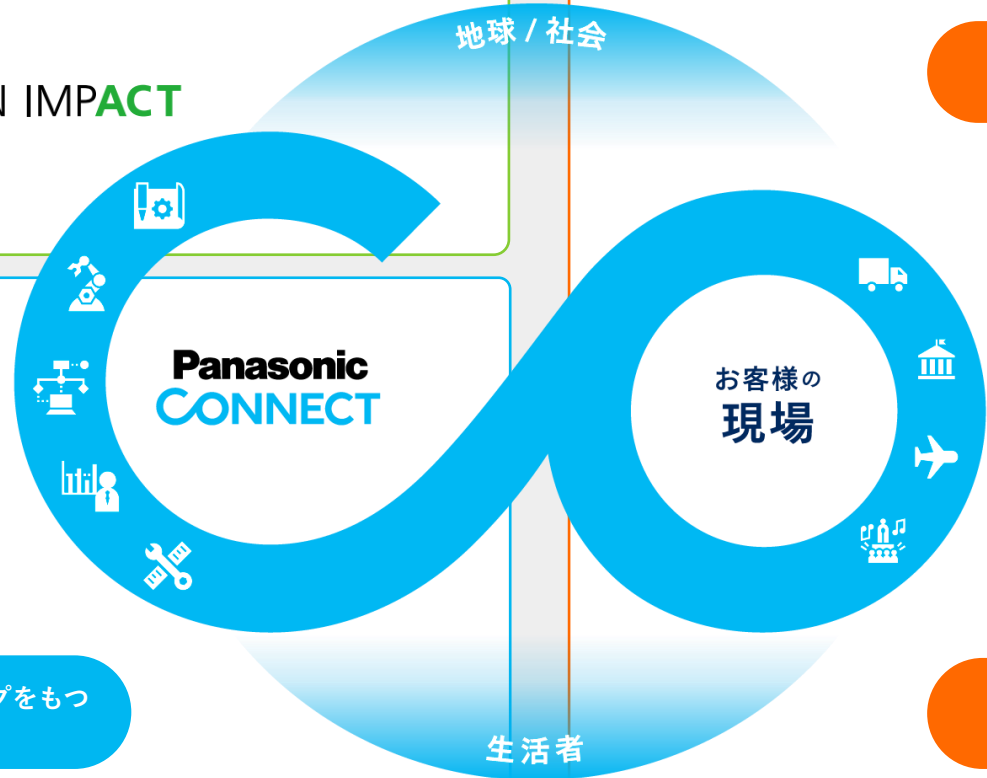 地球 / 社会
N IMPACT
Panasonic
CONNECT
お客様の
現場
プをもつ
生活者